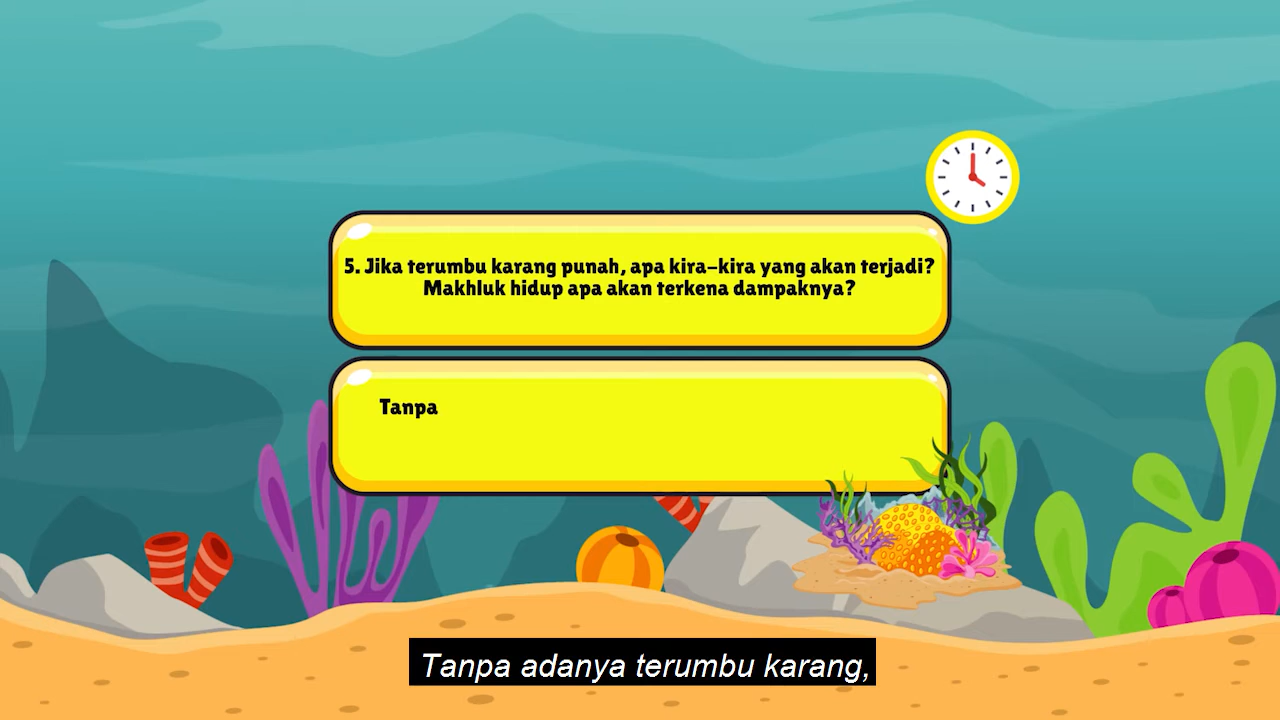 5. Jika terumbu karang punah, apa kira-kira yang akan terjadi?
Makhluk hidup apa akan terkena dampaknya?
Tanpa
Tanpa adanya terumbu karang,